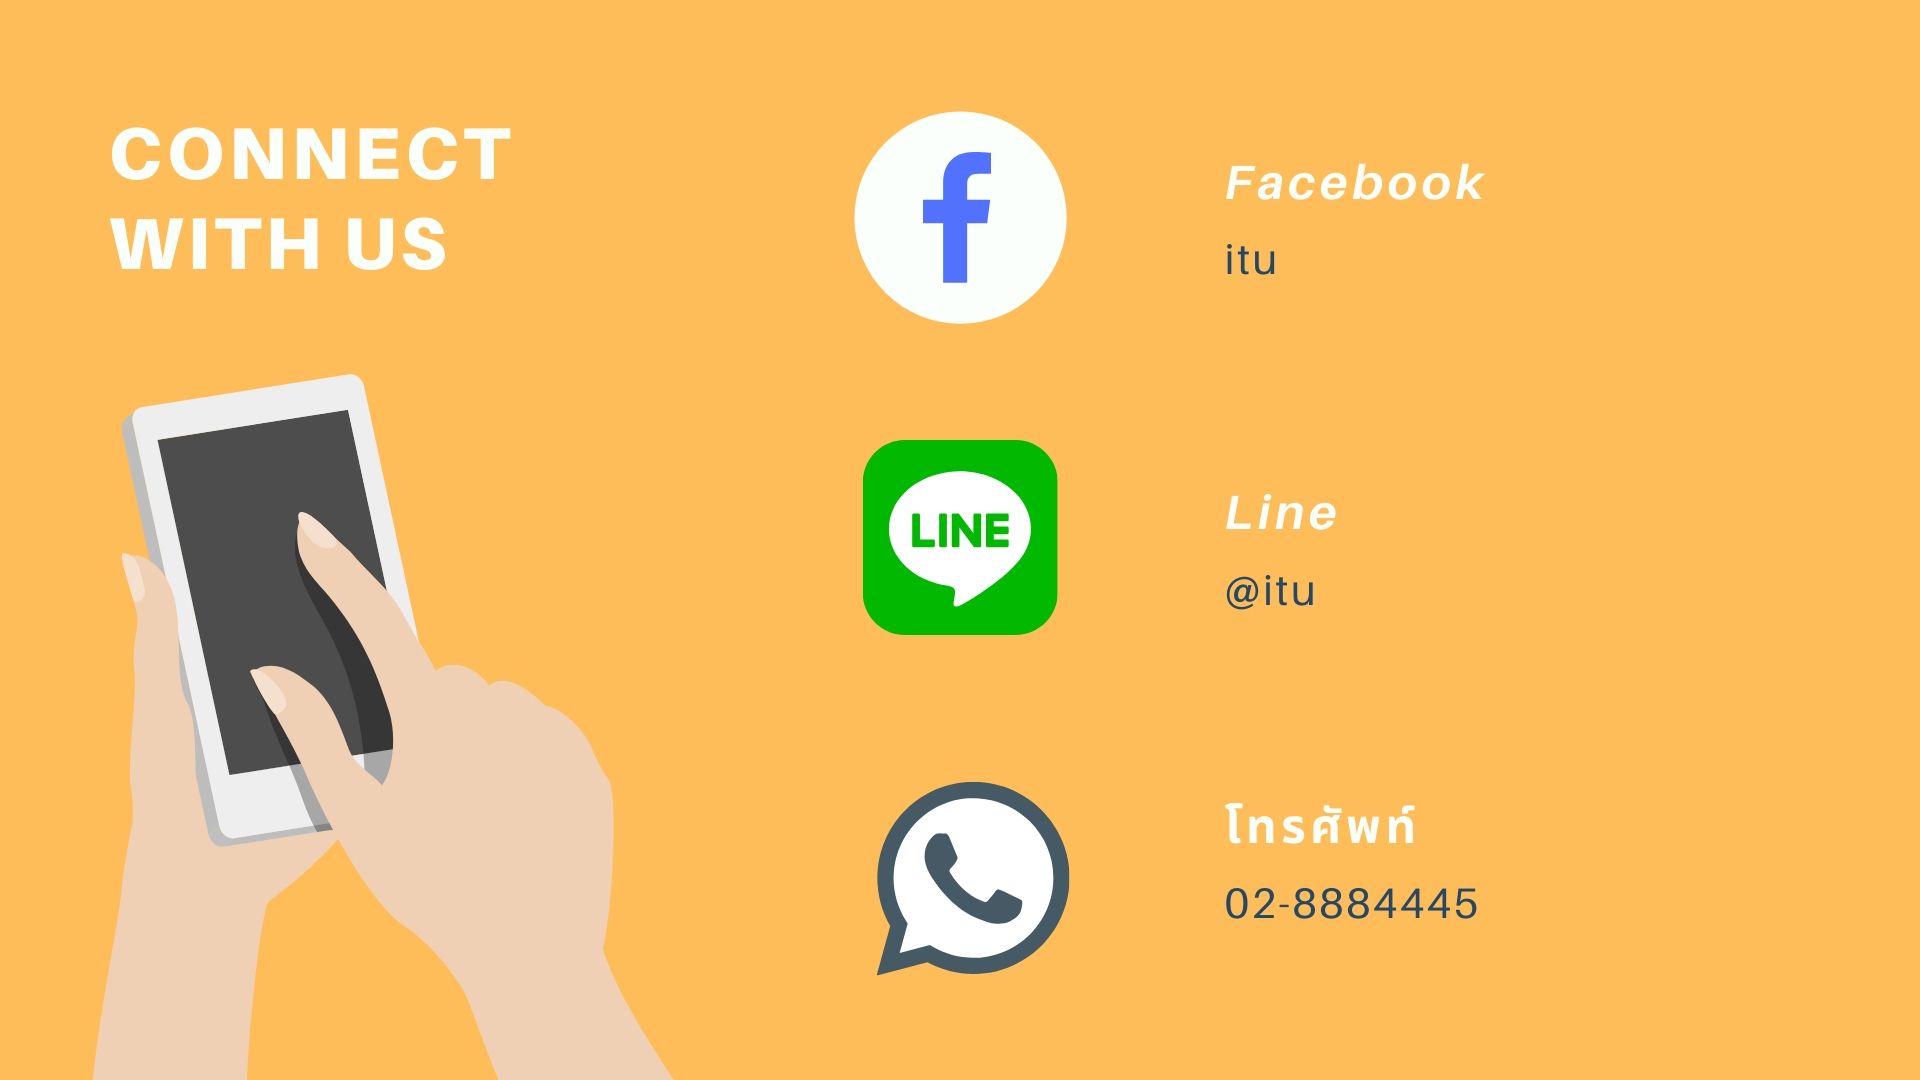 CONNECT
WITH US
Facebook
itu
LINE
Line
@itu
โทรศัพท์
02-8884445